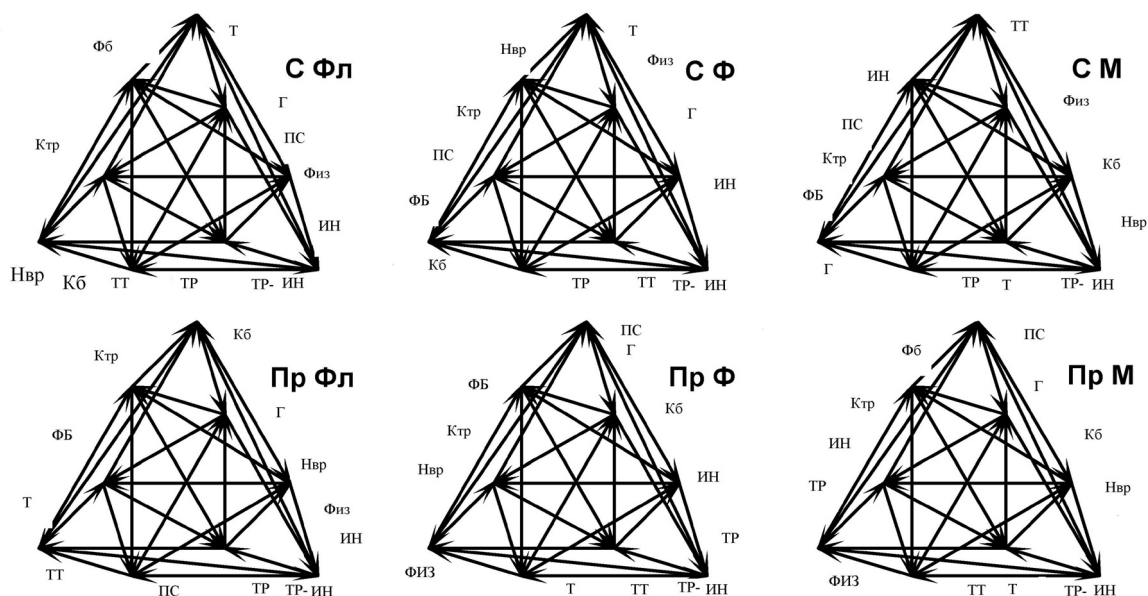 Т
Фб
С Фл
Г
ПС
Ктр
Физ
ИН
Нвр Кб ТТ ТР ТР- ИН
Т
Нвр
Физ
С Ф
Ктр
Г
ПС
ИН
ФБ
Кб
ТР
ТТ ТР- ИН
ТТ
ИН
С М
Физ
ПС
Ктр
Кб
ФБ
Нвр
Г
ТР Т ТР- ИН
Кб
Ктр
Пр Фл
Г
ФБ
Нвр
Т
Физ
ИН
ТТ
ПС
ТР ТР- ИН
ПС
Г
ФБ
Пр Ф
Кб
Ктр
Нвр
ИН
ТР
ФИЗ
Т ТТ ТР- ИН
ПС
Фб
Пр М
Г
Ктр
Кб
ИН
Нвр
ТР
ФИЗ
ТТ Т ТР- ИН